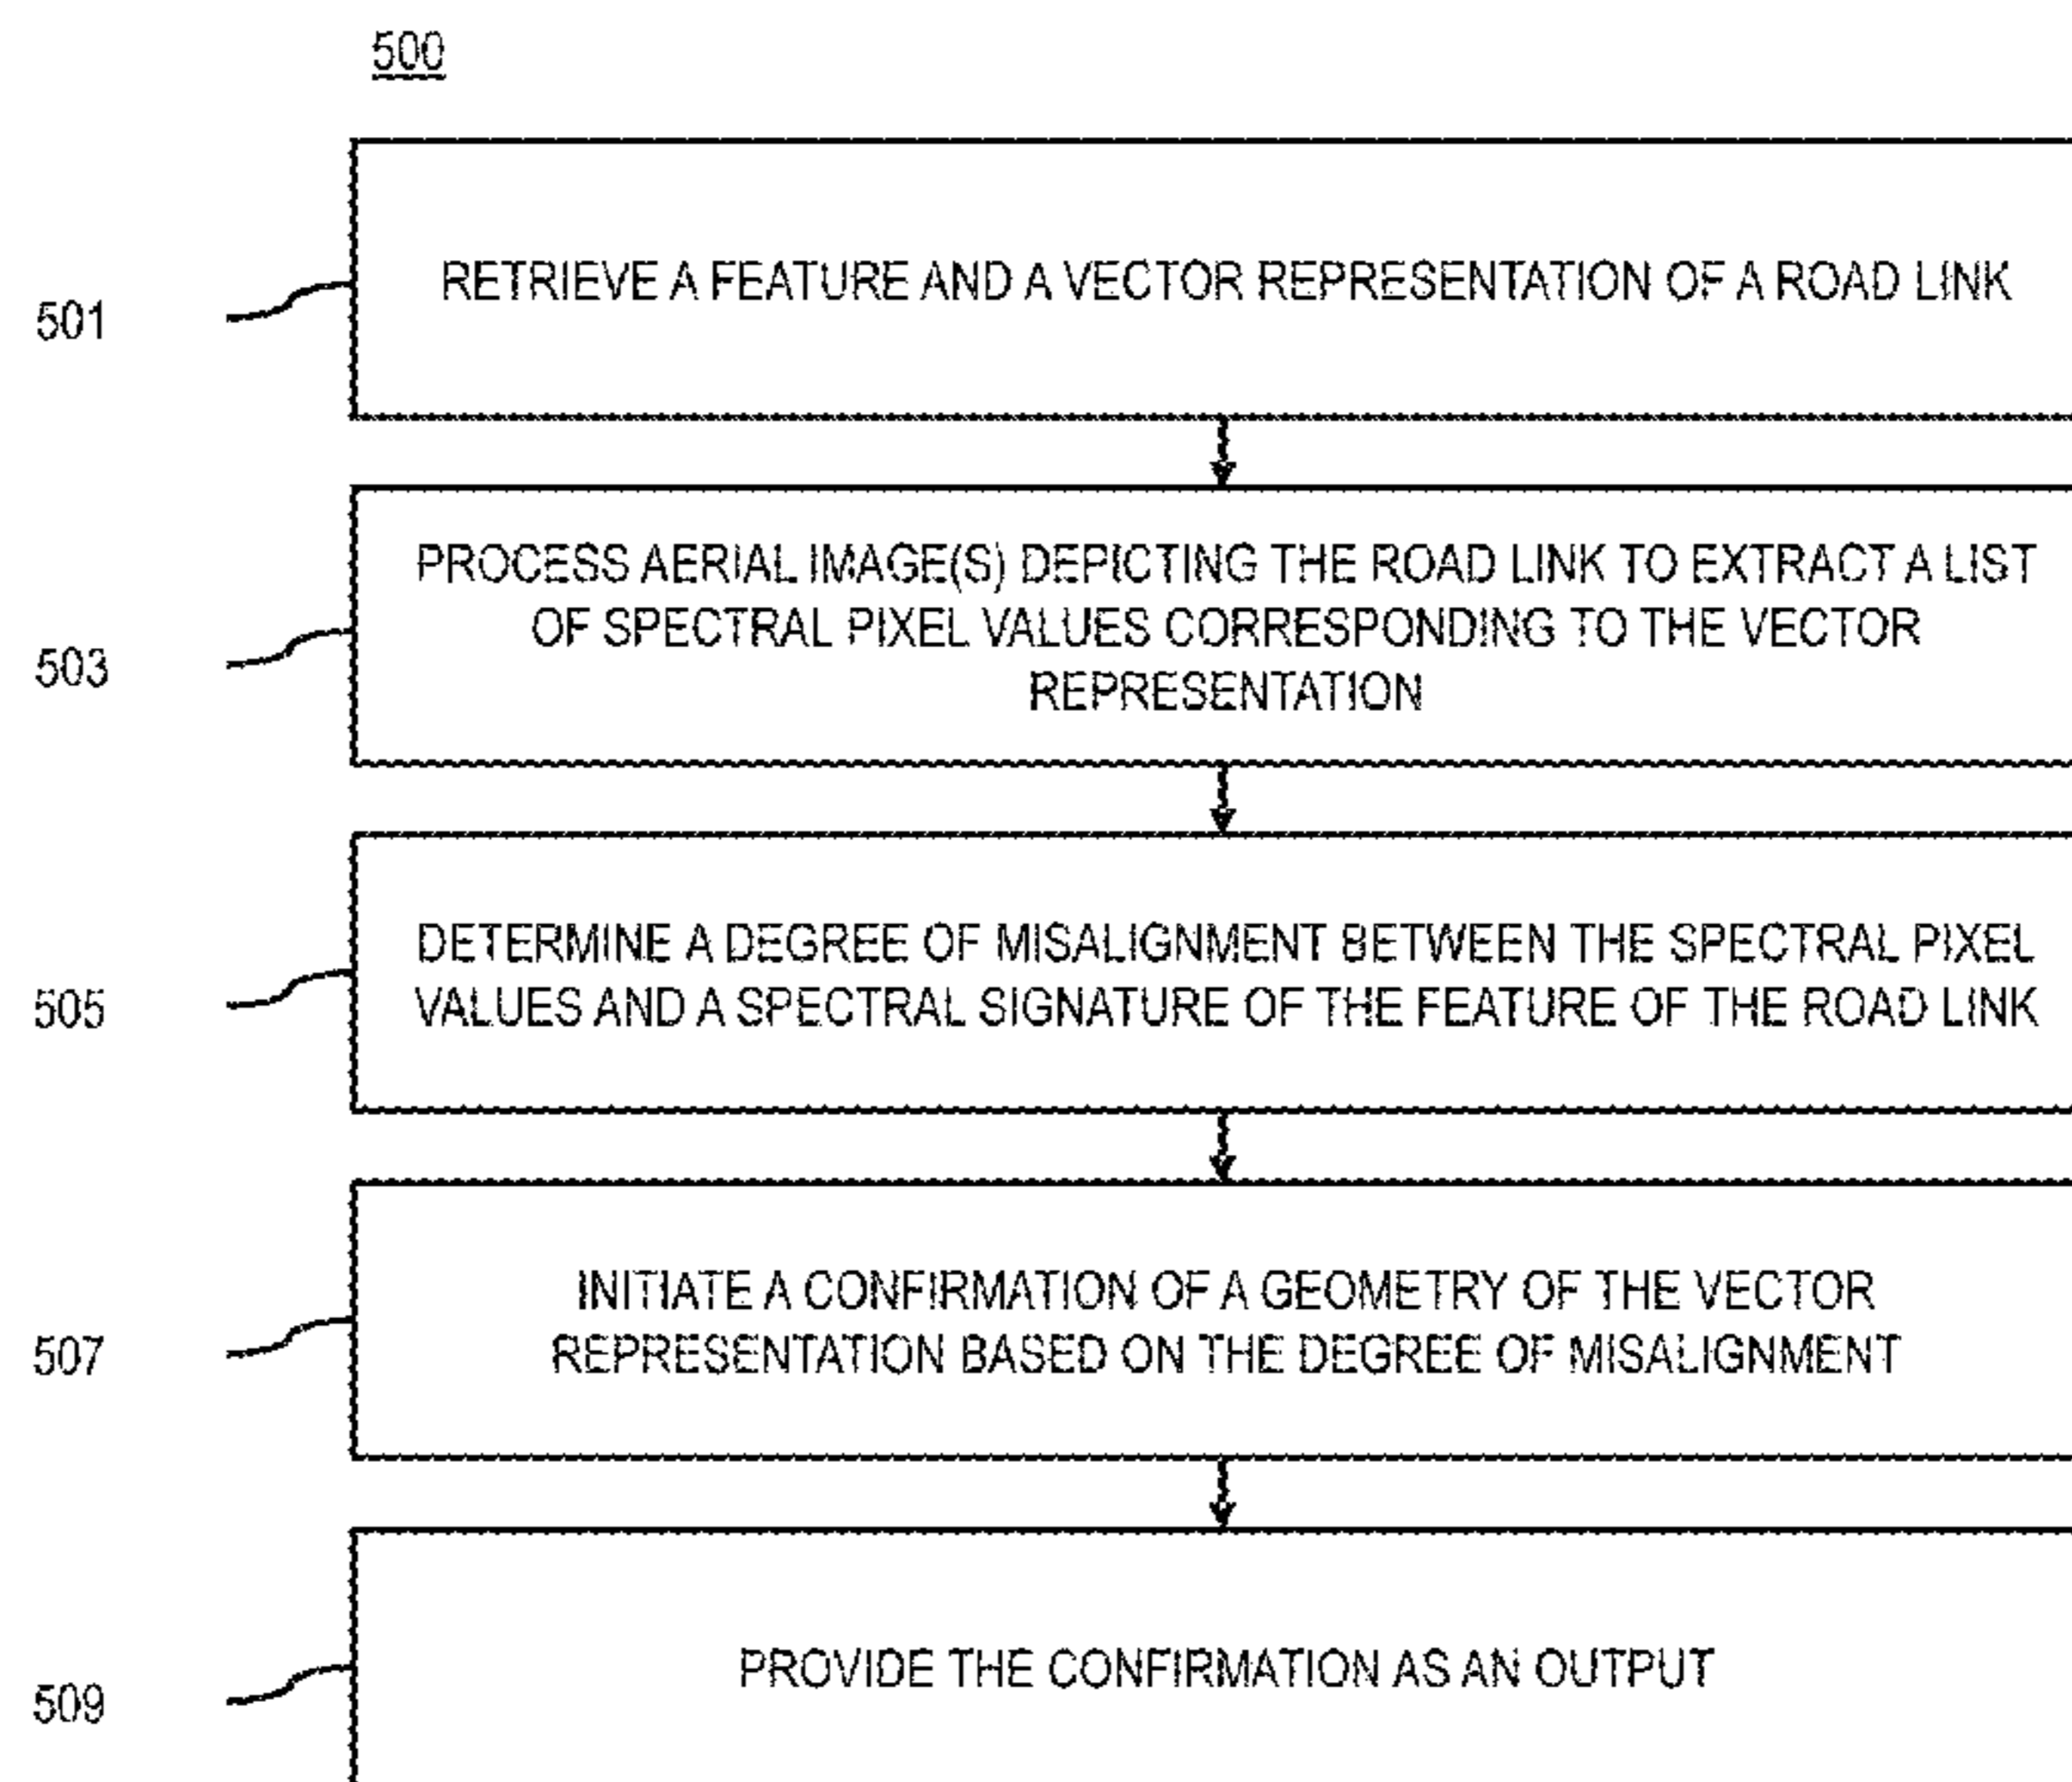 500
501
RETRIEVE A FEATURE AND A VECTOR REPRESENTATION OF A ROAD LINK
503
PROCESS AERIAL IMAGE(S) DEPICTING THE ROAD LINK TO EXTRACT A LIST
OF SPECTRAL PIXEL VALUES CORRESPONDING TO THE VECTOR
REPRESENTATION
505
DETERMINE A DEGREE OF MISALIGNMENT BETWEEN THE SPECTRAL PIXEL
VALUES AND A SPECTRAL SIGNATURE OF THE FEATURE OF THE ROAD LINK
507
INITIATE A CONFIRMATION OF A GEOMETRY OF THE VECTOR
REPRESENTATION BASED ON THE DEGREE OF MISALIGNMENT
509
PROVIDE THE CONFIRMATION AS AN OUTPUT